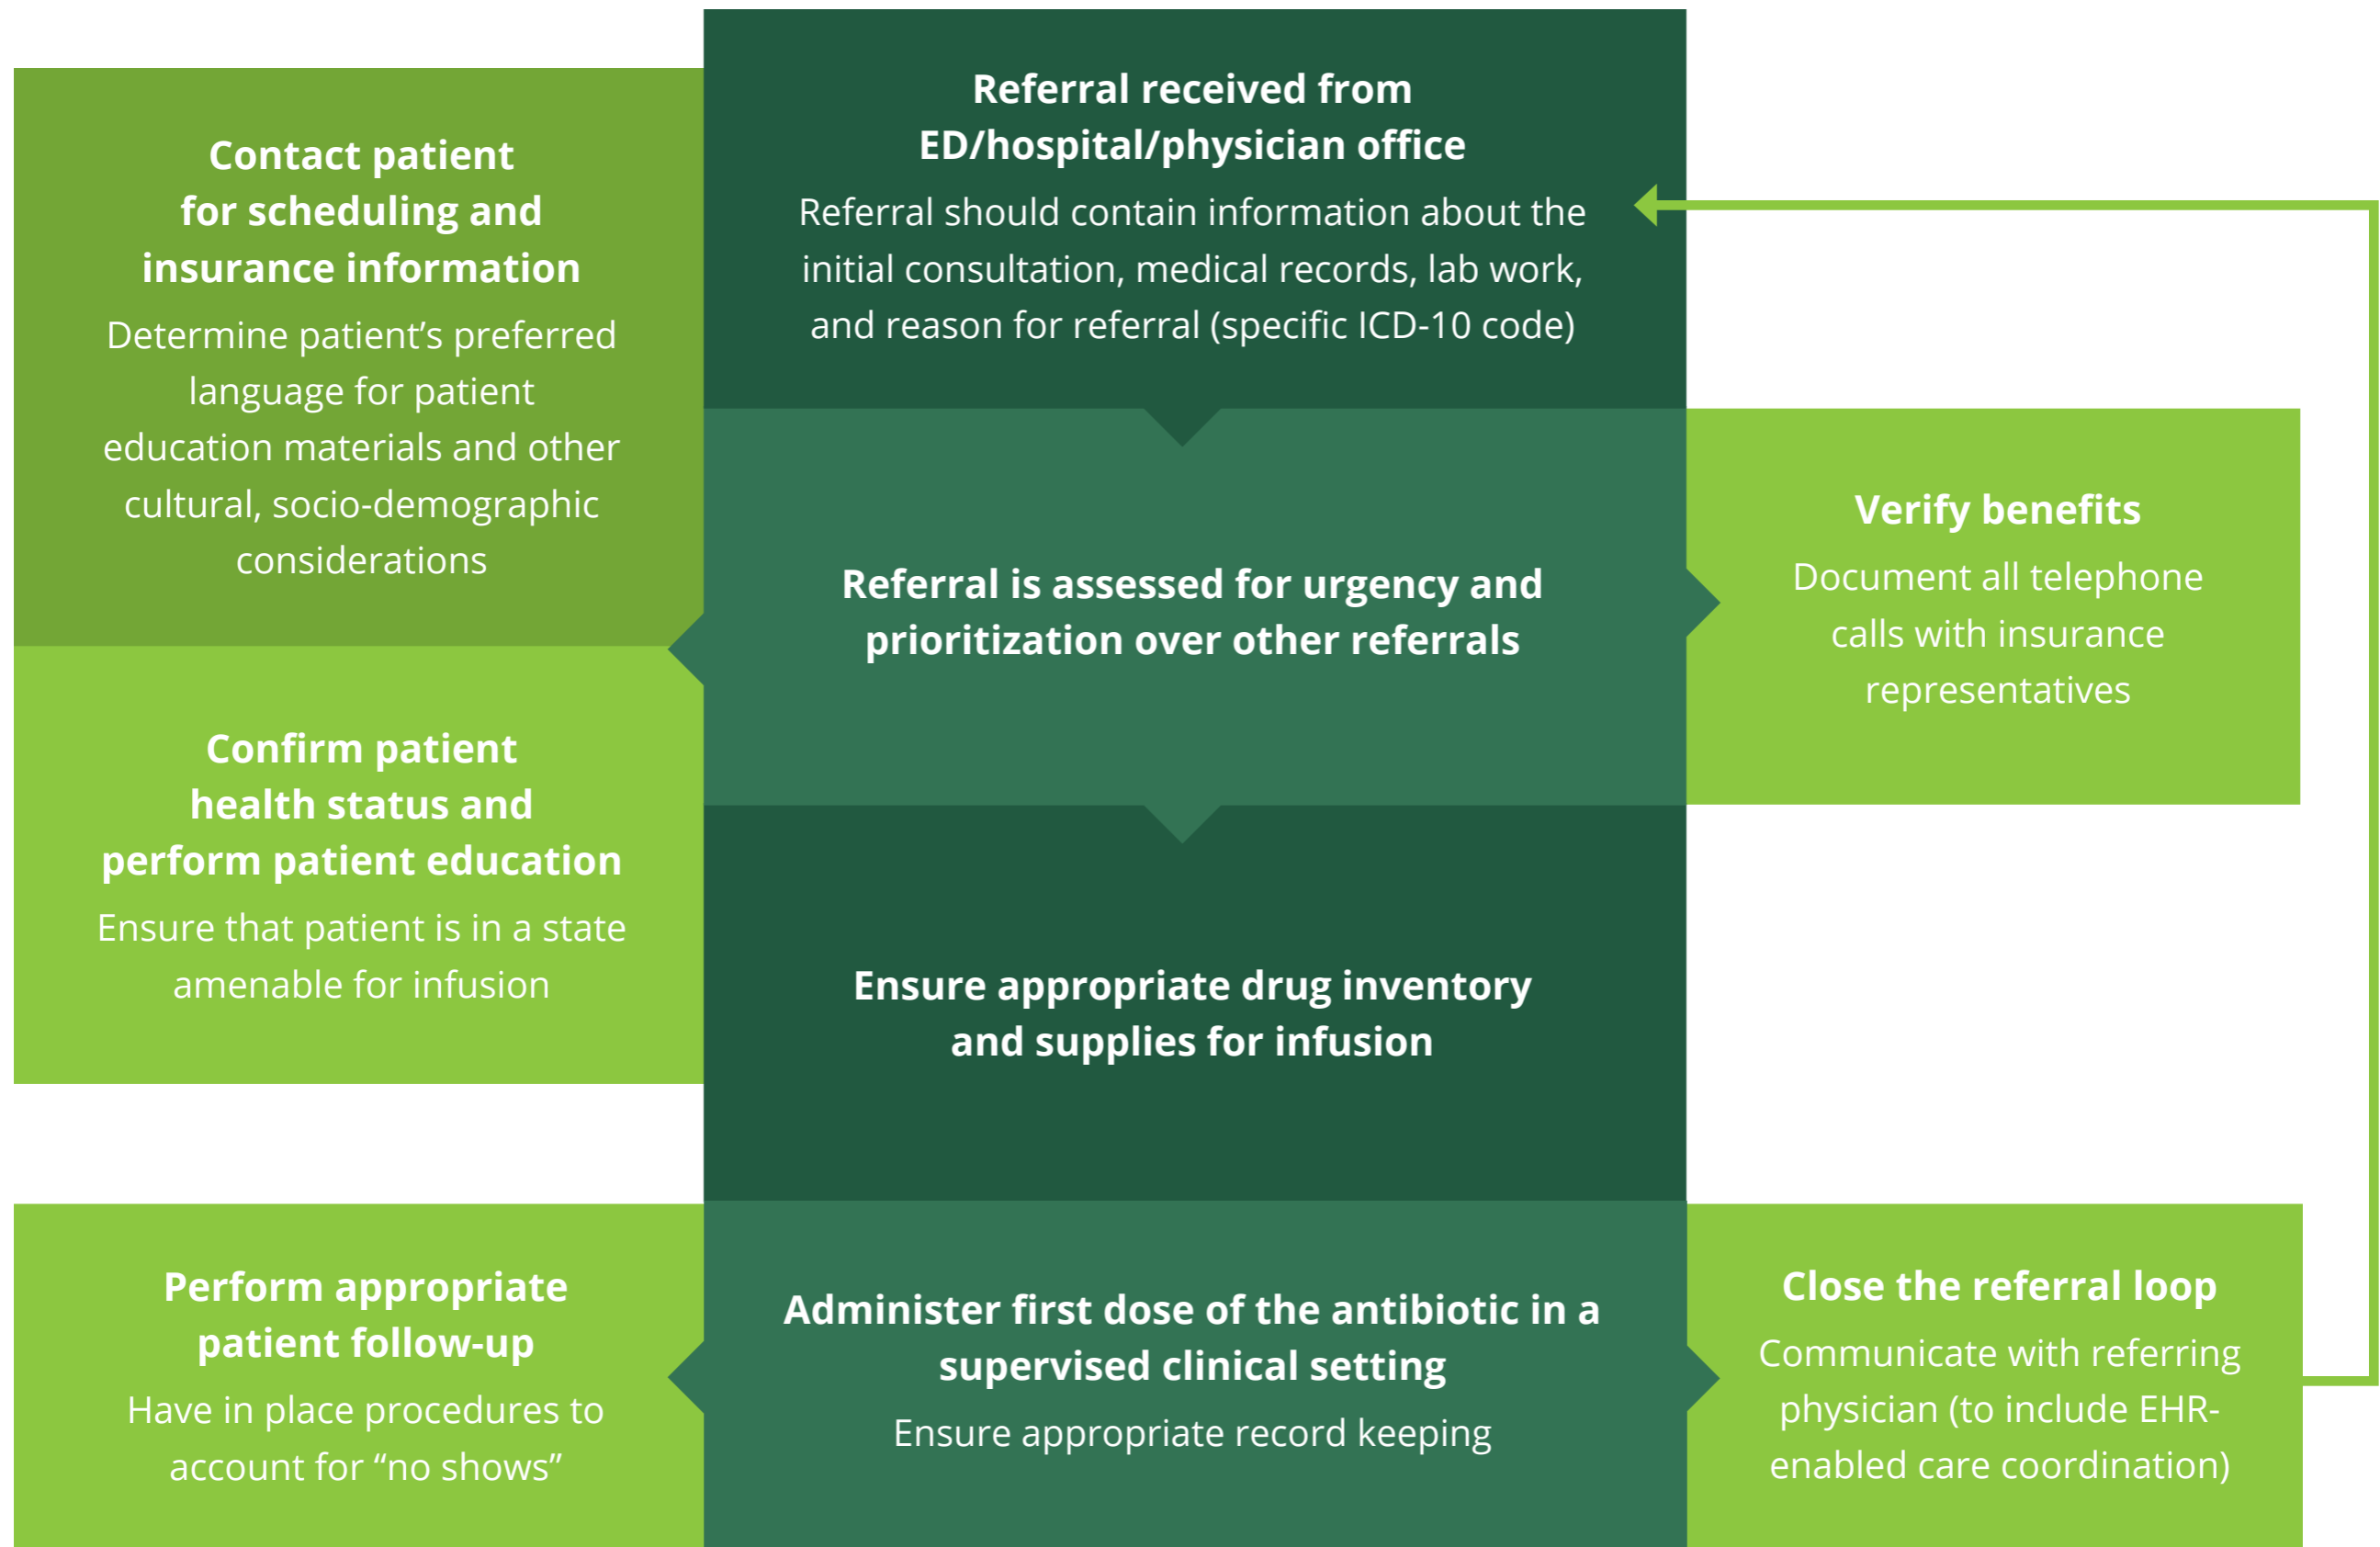 Referral received from
ED/hospital/physician office
Referral should contain information about the
initial consultation, medical records, lab work,
and reason for referral (specific ICD-10 code)
Contact patient
for scheduling and
insurance information
Determine patient’s preferred
language for patient
education materials and other
cultural, socio-demographic
considerations
Referral is assessed for urgency and
prioritization over other referrals
Verify benefits
Document all telephone
calls with insurance
representatives
Confirm patient
health status and
perform patient education
Ensure that patient is in a state
amenable for infusion
Ensure appropriate drug inventory
and supplies for infusion
Perform appropriate
patient follow-up
Have in place procedures to
account for “no shows”
Administer first dose of the antibiotic in a
supervised clinical setting
Ensure appropriate record keeping
Close the referral loop
Communicate with referring
physician (to include EHR-
enabled care coordination)